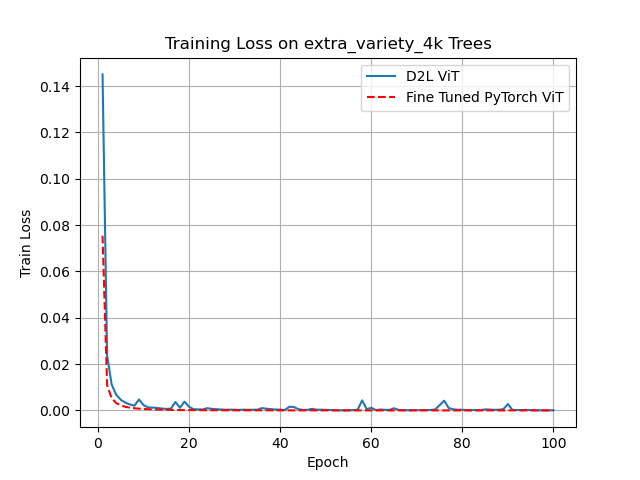 Training Loss on extra_variety_4k Trees
D2L ViT
Fine Tuned PyTorch ViT
0.14
0.12
0.10
0.08
0.06
0.04
0.02
0.00
Train Loss
0 20 40 60 80 100
Epoch